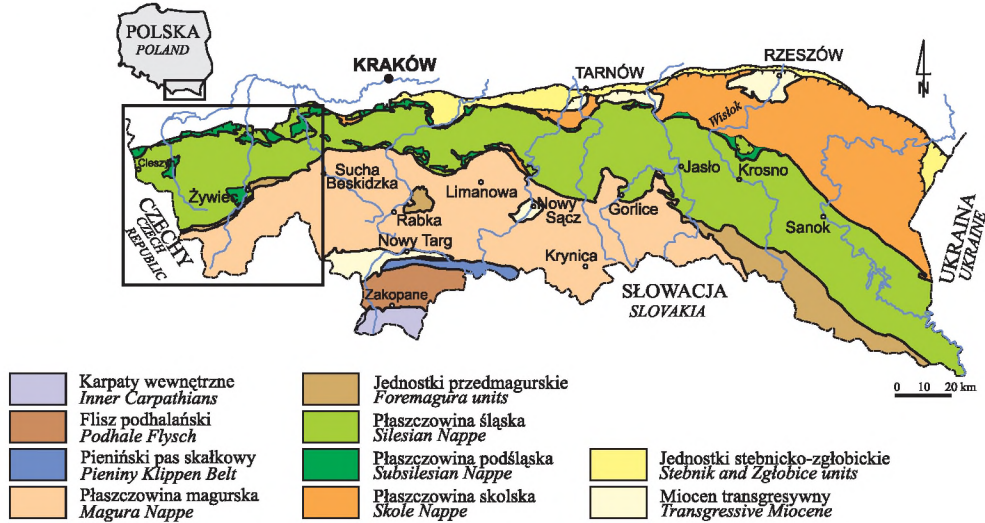 POLSKA
POLAND
KRAKÓW
TARNÓW
RZESZÓW
N
Wisłok
Cieszy
Żywiec
Sucha
Beskidzka
Limanowa
Rabka
Nowy
Sącz
Gorlice
Jasło
Krosno
Sanok
Nowy Targ
Krynica
Zakopane
CZECHY
CZECH
REPUBLIC
SŁOWACJA
SLOVAKIA
UKRAINA
UKRAINE
0 10 20 km
Karpaty wewnętrzne
Inner Carpathians
Flisz podhalański
Podhale Flysch
Pieniński pas skałkowy
Pieniny Klippen Belt
Płaszczowina magurska
Magura Nappe
Jednostki przedmagurskie
Foremagura units
Płaszczowina śląska
Silesian Nappe
Płaszczowina podśląska
Subsilesian Nappe
Płaszczowina skolska
Skole Nappe
Jednostki stebnicko-zgłobickie
Stebnik and Zgłobice units
Miocen transgresywny
Transgressive Miocene